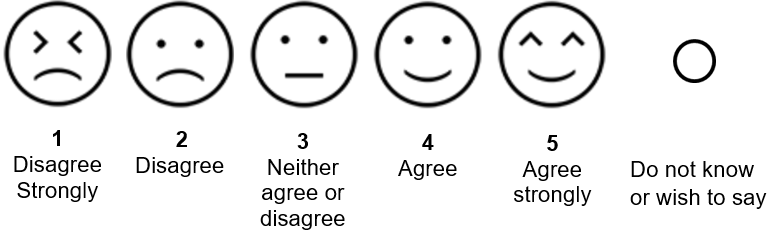 1
Disagree
Strongly
2
Disagree
3
Neither
agree or
disagree
4
Agree
5
Agree
strongly
Do not know
or wish to say